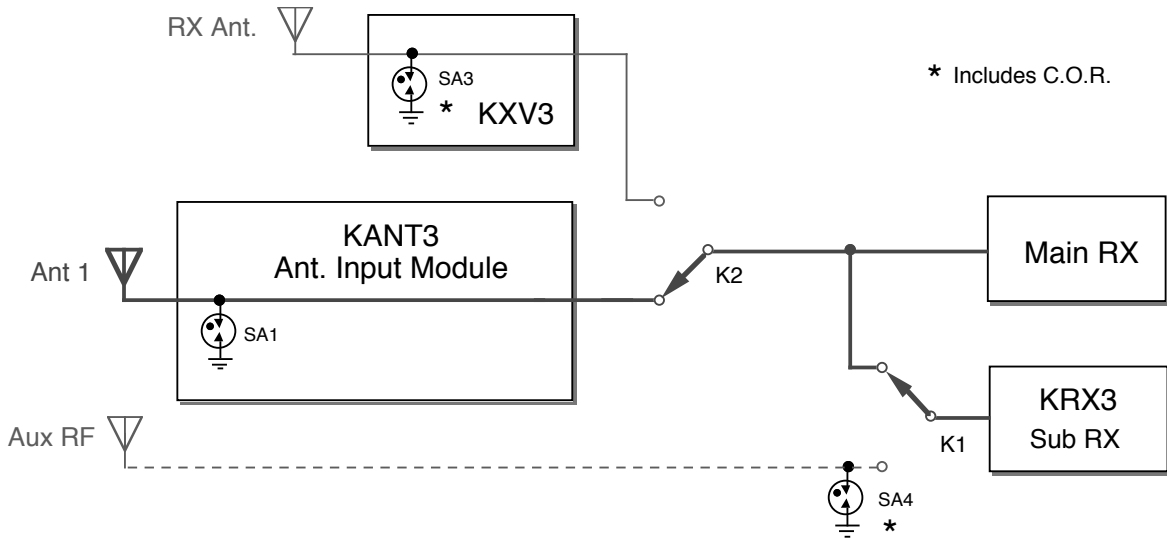 RX Ant.
SA3
*
KXV3
* Includes C.O.R.
KANT3
Ant. Input Module
Ant 1
SA1
K2
Main RX
KRX3
Sub RX
K1
Aux RF
SA4
*